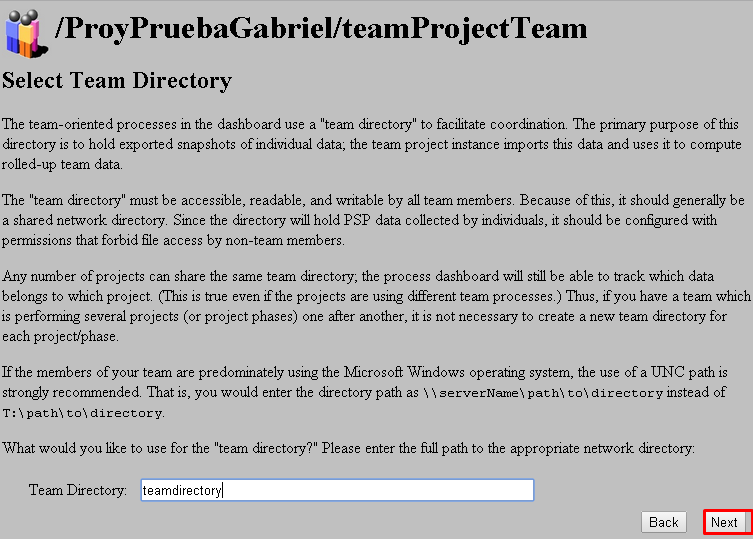 /ProyPruebaGabriel/teamProjectTeam
Select Team Directory
The team-oriented processes in the dashboard use a "team directory" to facilitate coordination. The primary purpose of this
directory is to hold exported snapshots of individual data; the team project instance imports this data and uses it to compute
rolled-up team data.
The "team directory" must be accessible, readable, and writable by all team members. Because of this, it should generally be
a shared network directory. Since the directory will hold PSP data collected by individuals, it should be configured with
permissions that forbid file access by non-team members.
Any number of projects can share the same team directory; the process dashboard will still be able to track which data
belongs to which project. (This is true even if the projects are using different team processes.) Thus, if you have a team which
is performing several projects (or project phases) one after another, it is not necessary to create a new team directory for
each project/phase.
If the members of your team are predominately using the Microsoft Windows operating system, the use of a UNC path is
strongly recommended. That is, you would enter the directory path as \\serverName\path\to\directory instead of
T:\path\to\directory.
What would you like to use for the "team directory?" Please enter the full path to the appropriate network directory:
Team Directory: teamdirectory
Back Next